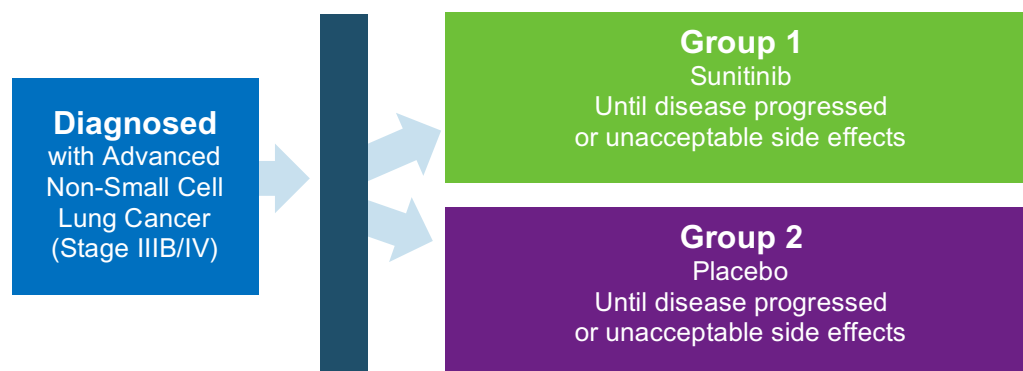 Diagnosed
with Advanced
Non-Small Cell
Lung Cancer
(Stage IIIB/IV)
Group 1
Sunitinib
Until disease progressed
or unacceptable side effects
Group 2
Placebo
Until disease progressed
or unacceptable side effects